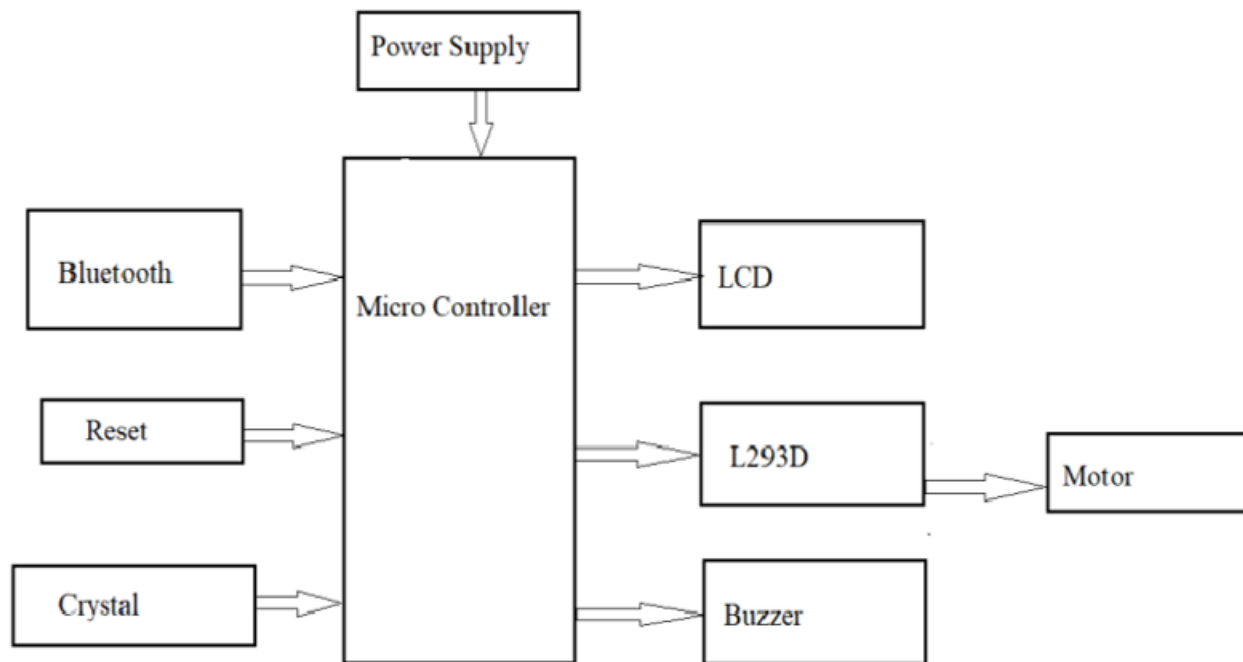 Power Supply
Bluetooth
Micro Controller
LCD
Reset
L293D
Motor
Crystal
Buzzer